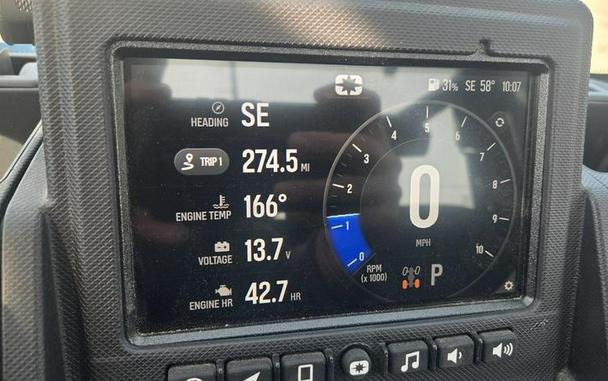 31% SE 58° 10:07
HEADING SE
TRIP 1 274.5 MI
ENGINE TEMP 166°
VOLTAGE 13.7 V
ENGINE HR 42.7 HR
0
MPH
0
1
2
3
4
5
6
7
8
9
10
RPM
(x 1000)
P